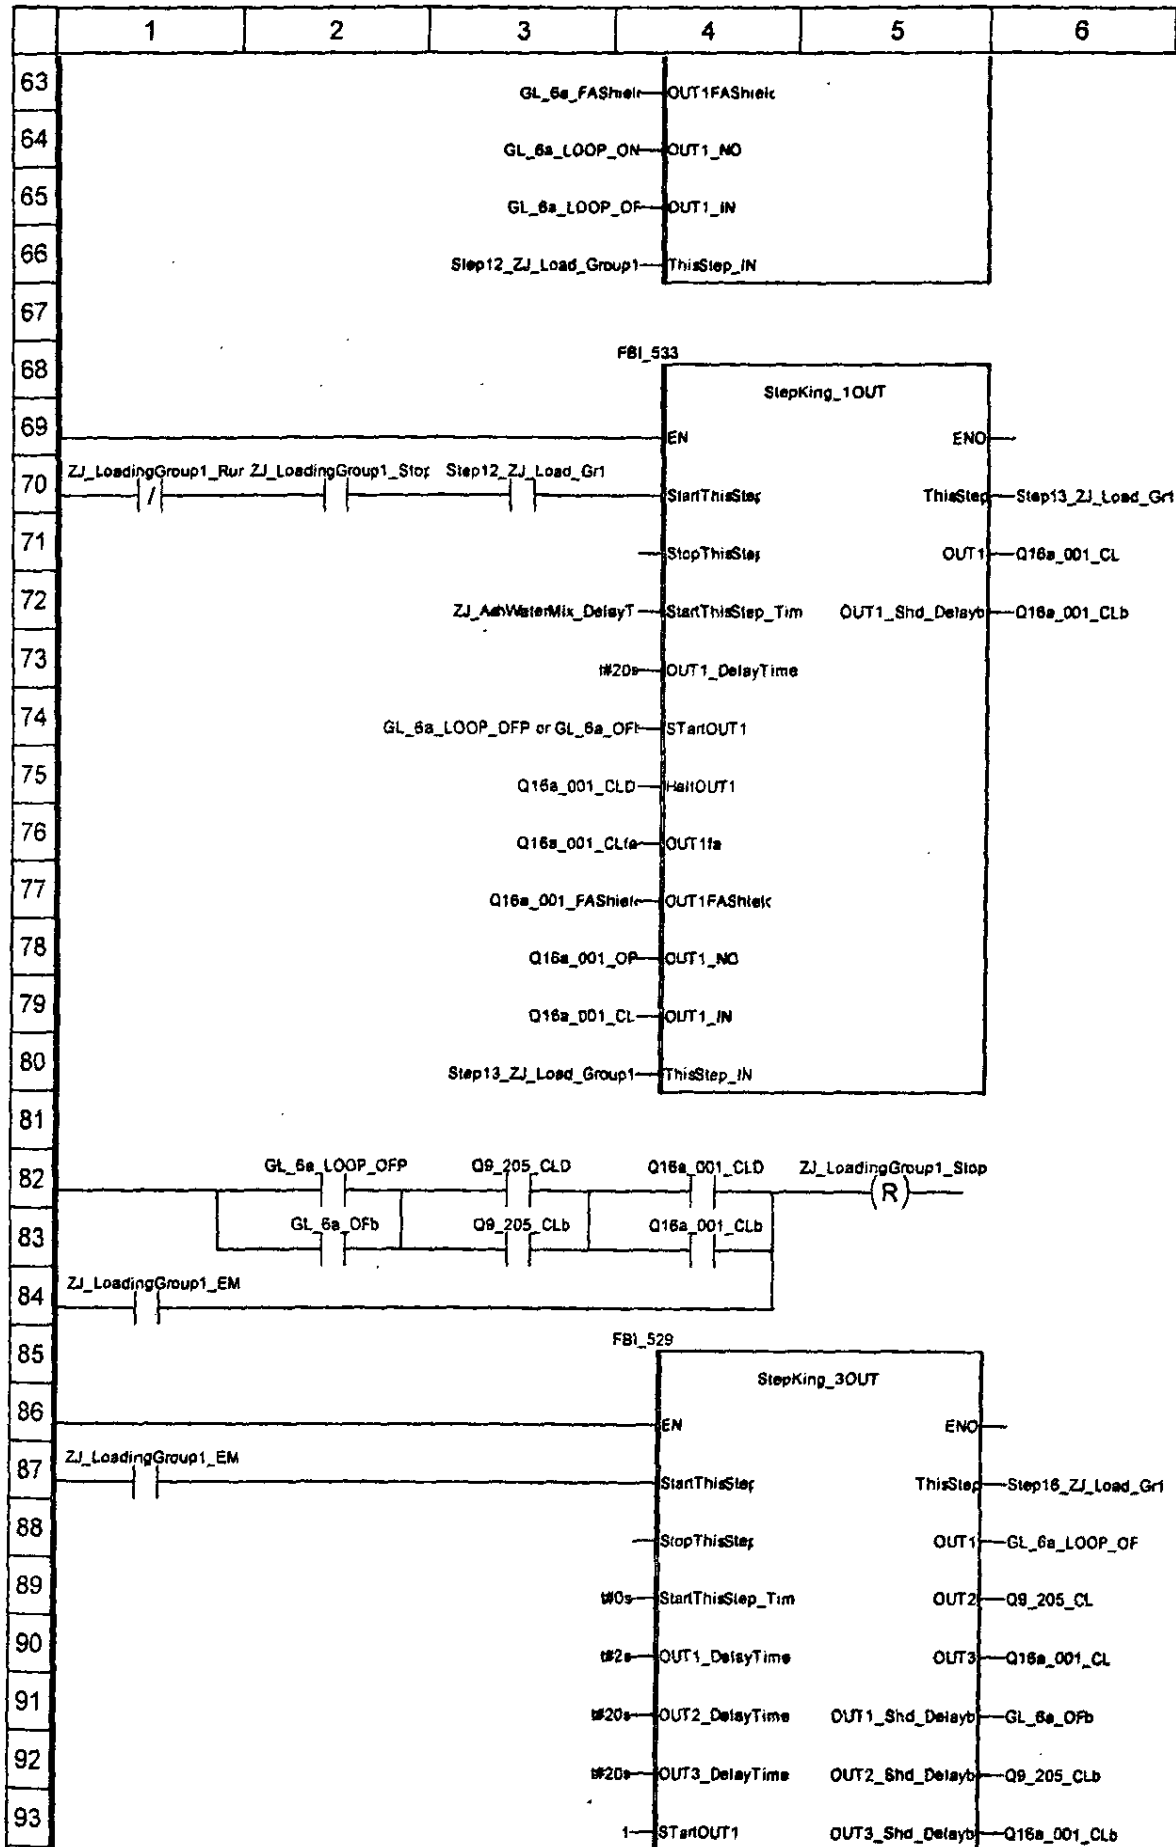 1 2 3 4 5 6
63 GL_6a_FAShiel OUT1FAShielc
64 GL_6a_LOOP_ON OUT1_NO
65 GL_6a_LOOP_OF OUT1_IN
66 Step12_ZJ_Load_Group1 ThisStep_IN
67
68 FBI_533
StepKing_1OUT
69 EN ENO
70 ZJ_LoadingGroup1_Rur ZJ_LoadingGroup1_Stop Step12_ZJ_Load_Gr1 StartThisStep ThisStep Step13_ZJ_Load_Gr1
71 StopThisStep OUT1 Q16a_001_CL
72 ZJ_AshWaterMix_DelayT StartThisStep_Tim OUT1_Shd_Delayb Q16a_001_CLb
73 t#20s OUT1_DelayTime
74 GL_6a_LOOP_OFP or GL_6a_OFt STartOUT1
75 Q16a_001_CLD HaltOUT1
76 Q16a_001_CLfa OUT1fa
77 Q16a_001_FAShiel OUT1FAShielc
78 Q16a_001_OP OUT1_NO
79 Q16a_001_CL OUT1_IN
80 Step13_ZJ_Load_Group1 ThisStep_IN
81
82 GL_6a_LOOP_OFP Q9_205_CLD Q16a_001_CLD ZJ_LoadingGroup1_Stop
(R)
83 GL_6a_OFb Q9_205_CLb Q16a_001_CLb
84 ZJ_LoadingGroup1_EM
85 FBI_529
StepKing_3OUT
86 EN ENO
87 ZJ_LoadingGroup1_EM StartThisStep ThisStep Step16_ZJ_Load_Gr1
88 StopThisStep OUT1 GL_6a_LOOP_OF
89 t#0s StartThisStep_Tim OUT2 Q9_205_CL
90 t#2s OUT1_DelayTime OUT3 Q16a_001_CL
91 t#20s OUT2_DelayTime OUT1_Shd_Delayb GL_6a_OFb
92 t#20s OUT3_DelayTime OUT2_Shd_Delayb Q9_205_CLb
93 1 STartOUT1 OUT3_Shd_Delayb Q16a_001_CLb